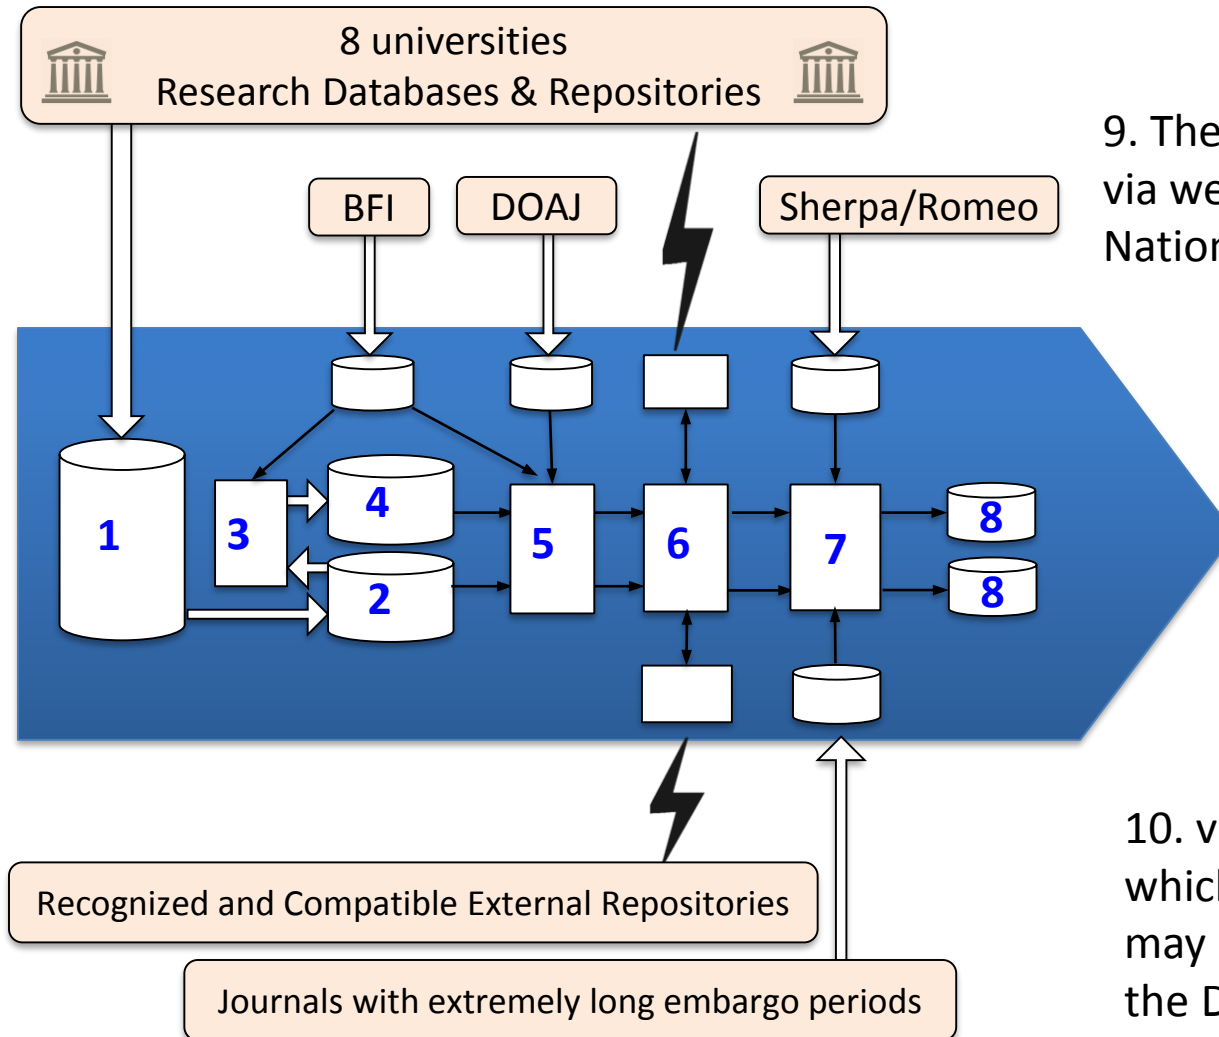 8 universities
Research Databases & Repositories
BFI
DOAJ
Sherpa/Romeo
9. The
via we
Nation
1
3
4
2
5
6
7
8
8
Recognized and Compatible External Repositories
Journals with extremely long embargo periods
10. v
which
may
the D